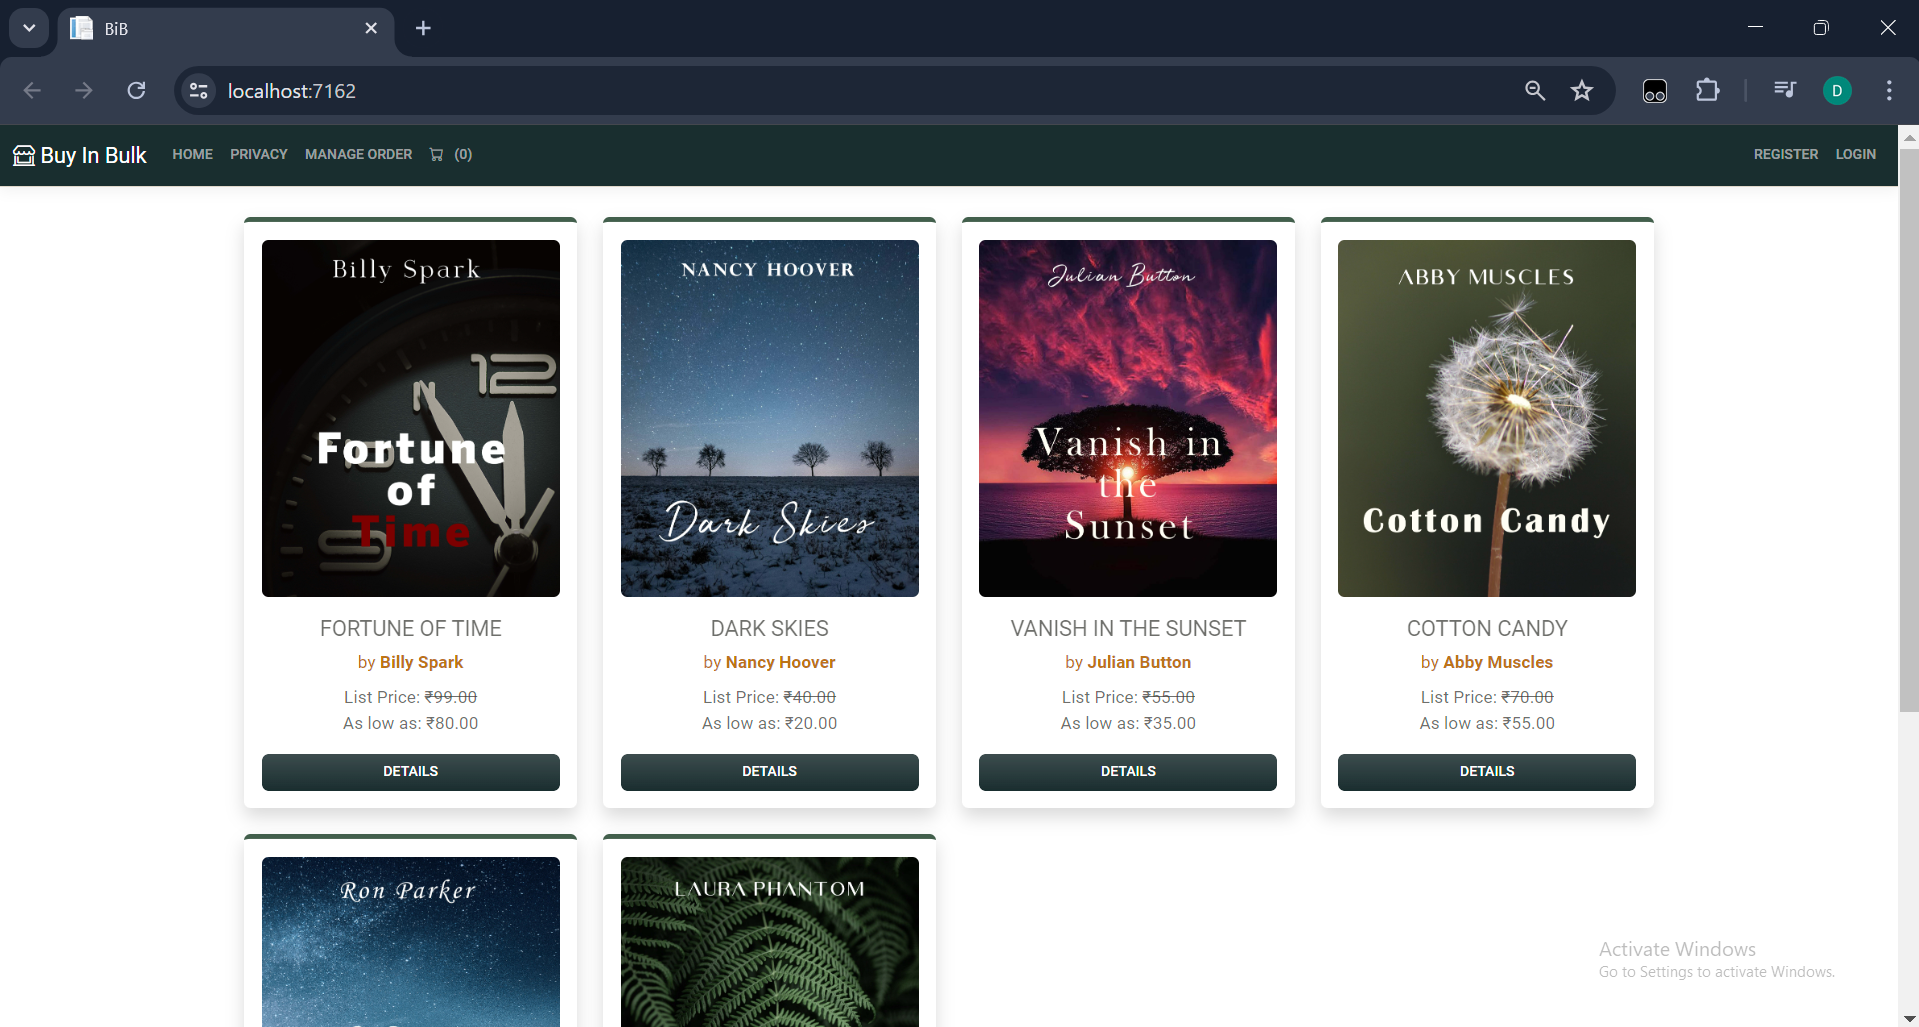 BiB
localhost:7162
D
Buy In Bulk
HOME PRIVACY MANAGE ORDER (0)
REGISTER LOGIN
Billy Spark
12
9
Fortune
of
Time
FORTUNE OF TIME
by Billy Spark
List Price: ₹99.00
As low as: ₹80.00
DETAILS
NANCY HOOVER
Dark Skies
DARK SKIES
by Nancy Hoover
List Price: ₹40.00
As low as: ₹20.00
DETAILS
Julian Button
Vanish in
the
Sunset
VANISH IN THE SUNSET
by Julian Button
List Price: ₹55.00
As low as: ₹35.00
DETAILS
ABBY MUSCLES
Cotton Candy
COTTON CANDY
by Abby Muscles
List Price: ₹70.00
As low as: ₹55.00
DETAILS
Ron Parker
LAURA PHANTOM
Activate Windows
Go to Settings to activate Windows.